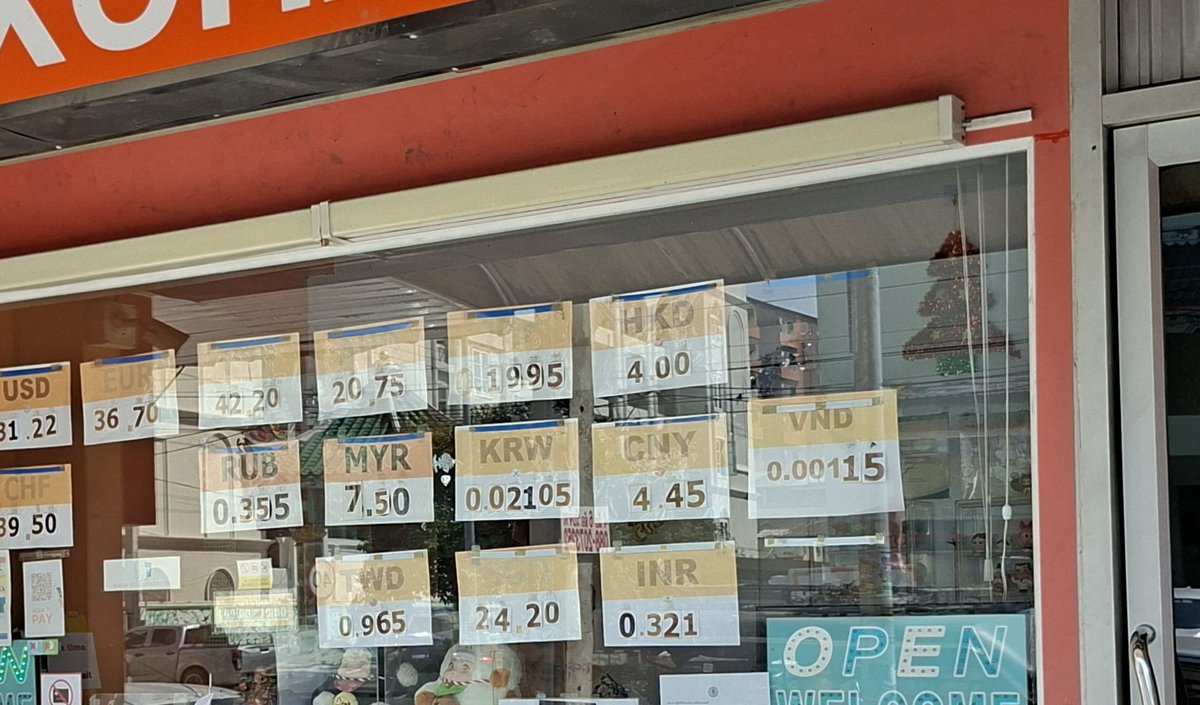 USD
31.22
EUR
36.70
42.20
20.75
0.1995
HKD
4.00
CHF
39.50
RUB
0.355
MYR
7.50
KRW
0.02105
CNY
4.45
VND
0.00115
TWD
0.965
24.20
INR
0.321
PAY
OPEN
WELCOME